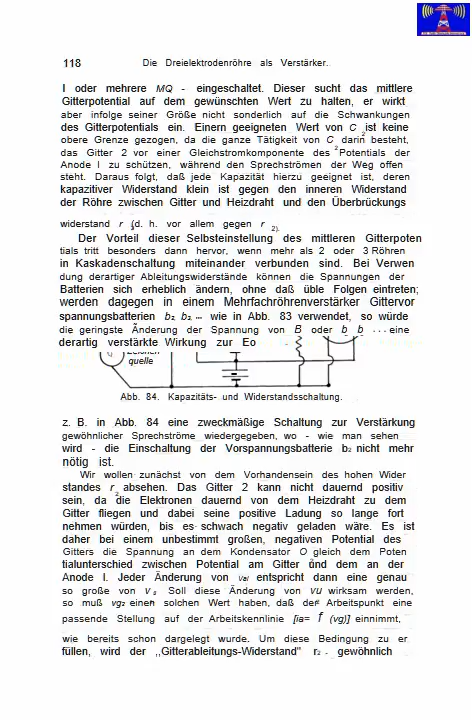 118 Die Dreielektrodenröhre als Verstärker.
I oder mehrere MQ - eingeschaltet. Dieser sucht das mittlere
Gitterpotential auf dem gewünschten Wert zu halten, er wirkt
aber infolge seiner Größe nicht sonderlich auf die Schwankungen
des Gitterpotentials ein. Einern geeigneten Wert von C2 ist keine
obere Grenze gezogen, da die ganze Tätigkeit von C2 darin besteht,
das Gitter 2 vor einer Gleichstromkomponente des Potentials der
Anode I zu schützen, während den Sprechströmen der Weg offen
steht. Daraus folgt, daß jede Kapazität hierzu geeignet ist, deren
kapazitiver Widerstand klein ist gegen den inneren Widerstand
der Röhre zwischen Gitter und Heizdraht und den Überbrückungs
widerstand r (d. h. vor allem gegen r 2).
Der Vorteil dieser Selbsteinstellung des mittleren Gitterpoten
tials tritt besonders dann hervor, wenn mehr als 2 oder 3 Röhren
in Kaskadenschaltung miteinander verbunden sind. Bei Verwen
dung derartiger Ableitungswiderstände können die Spannungen der
Batterien sich erheblich ändern, ohne daß üble Folgen eintreten;
werden dagegen in einem Mehrfachröhrenverstärker Gittervor
spannungsbatterien b2, b3, ... wie in Abb. 83 verwendet, so würde
die geringste Änderung der Spannung von B oder b b ... eine
derartig verstärkte Wirkung zur Eo
quelle
Abb. 84. Kapazitäts- und Widerstandsschaltung.
z. B. in Abb. 84 eine zweckmäßige Schaltung zur Verstärkung
gewöhnlicher Sprechströme wiedergegeben, wo - wie man sehen
wird - die Einschaltung der Vorspannungsbatterie b2 nicht mehr
nötig ist.
Wir wollen zunächst von dem Vorhandensein des hohen Wider
standes r2 absehen. Das Gitter 2 kann nicht dauernd positiv
sein, da die Elektronen dauernd von dem Heizdraht zu dem
Gitter fliegen und dabei seine positive Ladung so lange fort
nehmen würden, bis es schwach negativ geladen wäre. Es ist
daher bei einem unbestimmt großen, negativen Potential des
Gitters die Spannung an dem Kondensator O gleich dem Poten
tialunterschied zwischen Potential am Gitter und dem an der
Anode I. Jeder Änderung von val entspricht dann eine genau
so große von V g Soll diese Änderung von vu wirksam werden,
so muß vg2 einen solchen Wert haben, daß der Arbeitspunkt eine
passende Stellung auf der Arbeitskennlinie [ia= f (vg)] einnimmt,
wie bereits schon dargelegt wurde. Um diese Bedingung zu er
füllen, wird der ,,Gitterableitungs-Widerstand" r2 - gewöhnlich